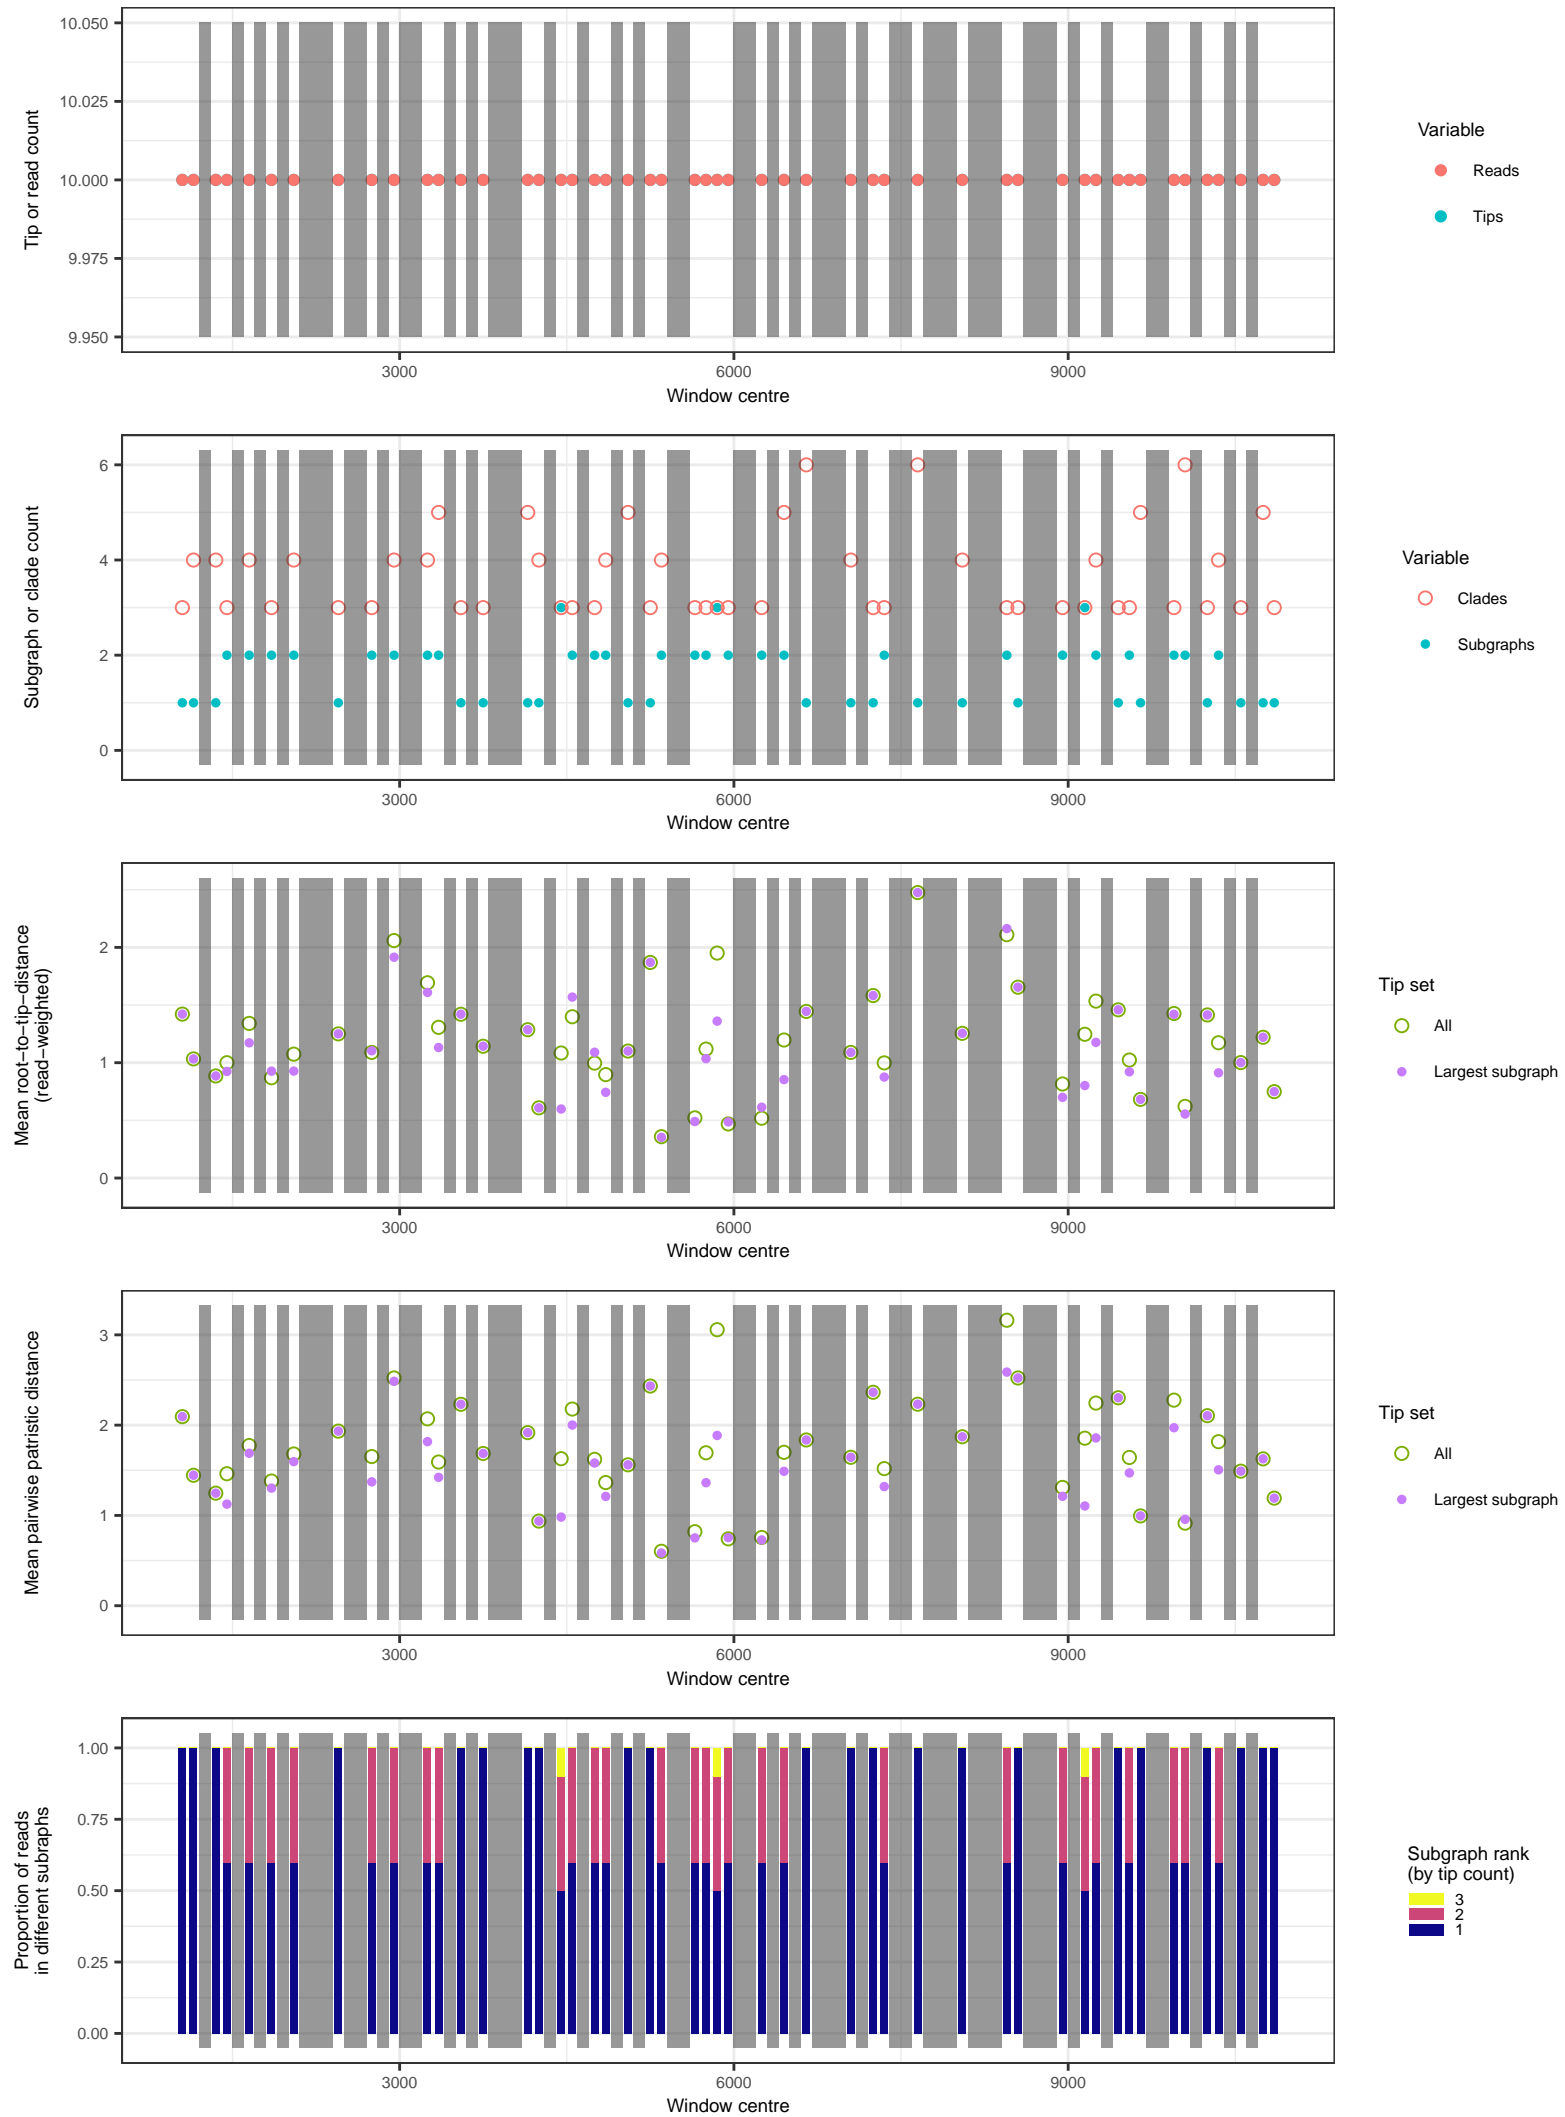 10.050
10.025
10.000
9.975
9.950
Tip or read count
3000 6000 9000
Window centre
Variable
Reads
Tips
6
4
2
0
Subgraph or clade count
3000 6000 9000
Window centre
Variable
Clades
Subgraphs
2
1
0
Mean root−to−tip−distance
(read−weighted)
3000 6000 9000
Window centre
Tip set
All
Largest subgraph
3
2
1
0
Mean pairwise patristic distance
3000 6000 9000
Window centre
Tip set
All
Largest subgraph
1.00
0.75
0.50
0.25
0.00
Proportion of reads
in different subraphs
3000 6000 9000
Window centre
Subgraph rank
(by tip count)
3
2
1